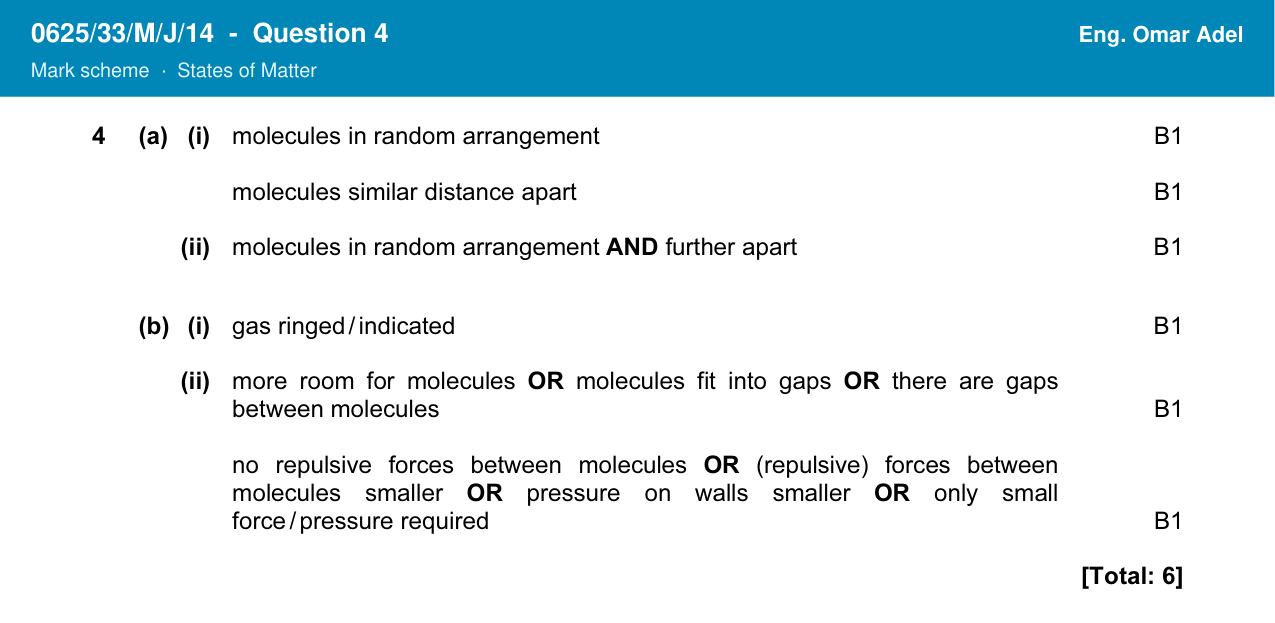 0625/33/M/J/14 - Question 4
Eng. Omar Adel
Mark scheme · States of Matter
4 (a) (i) molecules in random arrangement B1
molecules similar distance apart B1
(ii) molecules in random arrangement AND further apart B1
(b) (i) gas ringed/indicated B1
(ii) more room for molecules OR molecules fit into gaps OR there are gaps
between molecules B1
no repulsive forces between molecules OR (repulsive) forces between
molecules smaller OR pressure on walls smaller OR only small
force/pressure required B1
[Total: 6]